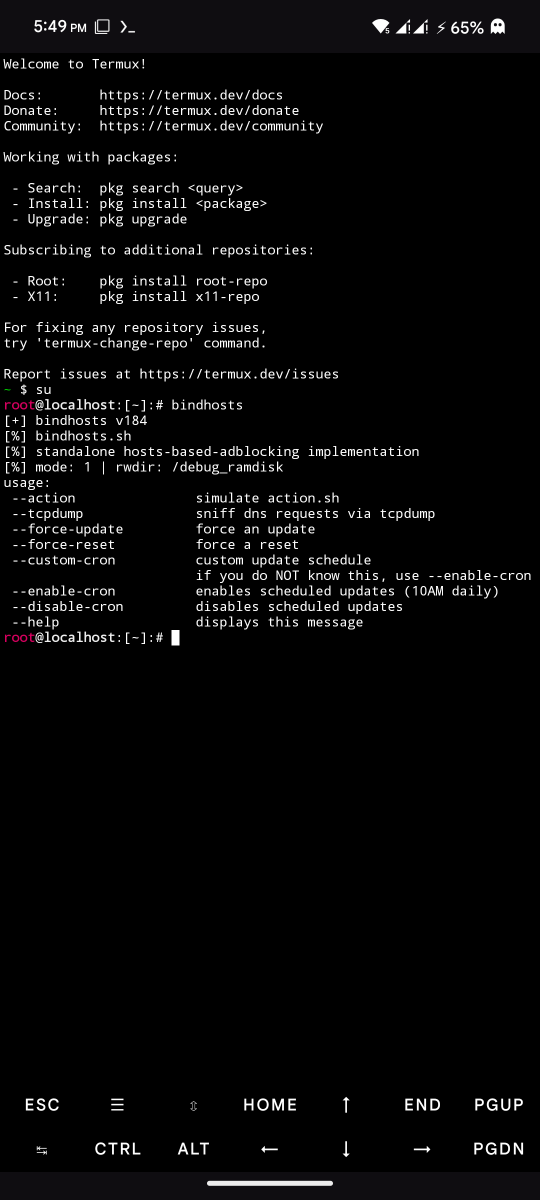 5:49 PM
65%
Welcome to Termux!
Docs:       https://termux.dev/docs
Donate:     https://termux.dev/donate
Community:  https://termux.dev/community
Working with packages:
 - Search:  pkg search <query>
 - Install: pkg install <package>
 - Upgrade: pkg upgrade
Subscribing to additional repositories:
 - Root:    pkg install root-repo
 - X11:     pkg install x11-repo
For fixing any repository issues,
try 'termux-change-repo' command.
Report issues at https://termux.dev/issues
~ $ su
root@localhost:[~]:# bindhosts
[+] bindhosts v184
[%] bindhosts.sh
[%] standalone hosts-based-adblocking implementation
[%] mode: 1 | rwdir: /debug_ramdisk
usage:
 --action               simulate action.sh
 --tcpdump              sniff dns requests via tcpdump
 --force-update         force an update
 --force-reset          force a reset
 --custom-cron          custom update schedule
                        if you do NOT know this, use --enable-cron
 --enable-cron          enables scheduled updates (10AM daily)
 --disable-cron         disables scheduled updates
 --help                 displays this message
root@localhost:[~]:#
ESC ☰ ⇳ HOME ↑ END PGUP
↹ CTRL ALT ← ↓ → PGDN